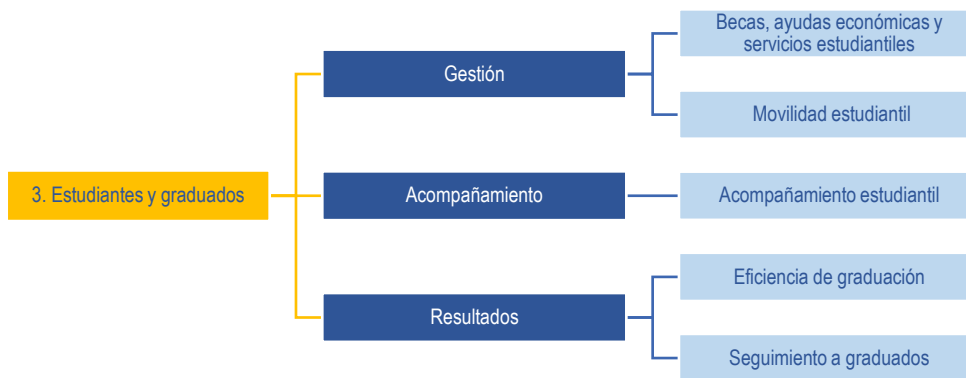 3. Estudiantes y graduados
Gestión
Becas, ayudas económicas y
servicios estudiantiles
Movilidad estudiantil
Acompañamiento
Acompañamiento estudiantil
Resultados
Eficiencia de graduación
Seguimiento a graduados